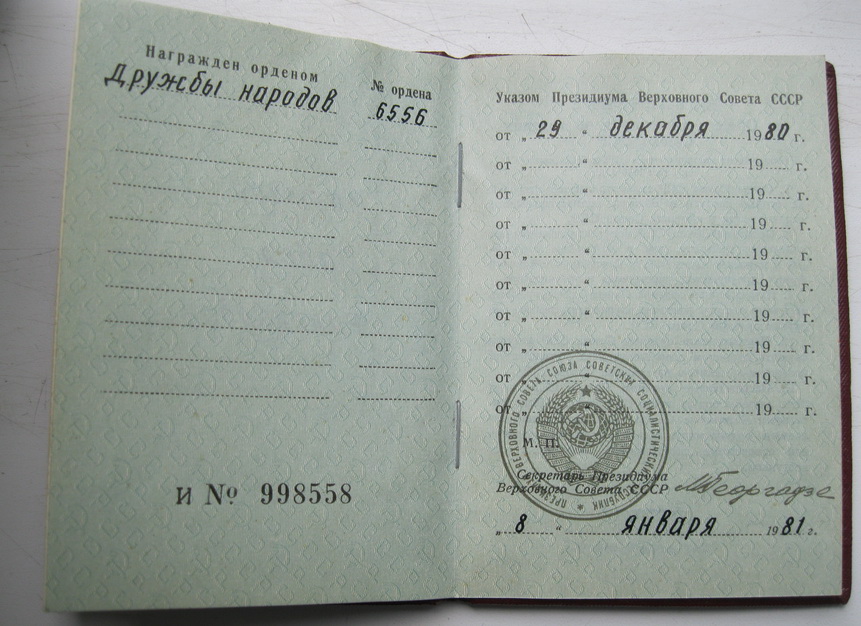 Награжден орденом
Дружбы народов
№ ордена
6556
И № 998558
Указом Президиума Верховного Совета СССР
от „ 29 “ декабря 1980 г.
от „ “ 19 г.
от „ “ 19 г.
от „ “ 19 г.
от „ “ 19 г.
от „ “ 19 г.
от „ “ 19 г.
от „ “ 19 г.
от „ “ 19 г.
от „ “ 19 г.
ПРЕЗИДИУМ ВЕРХОВНОГО СОВЕТА СОЮЗА СОВЕТСКИХ СОЦИАЛИСТИЧЕСКИХ РЕСПУБЛИК
М. П.
Секретарь Президиума
Верховного Совета СССР МГеоргадзе
„ 8 “ января 1981 г.